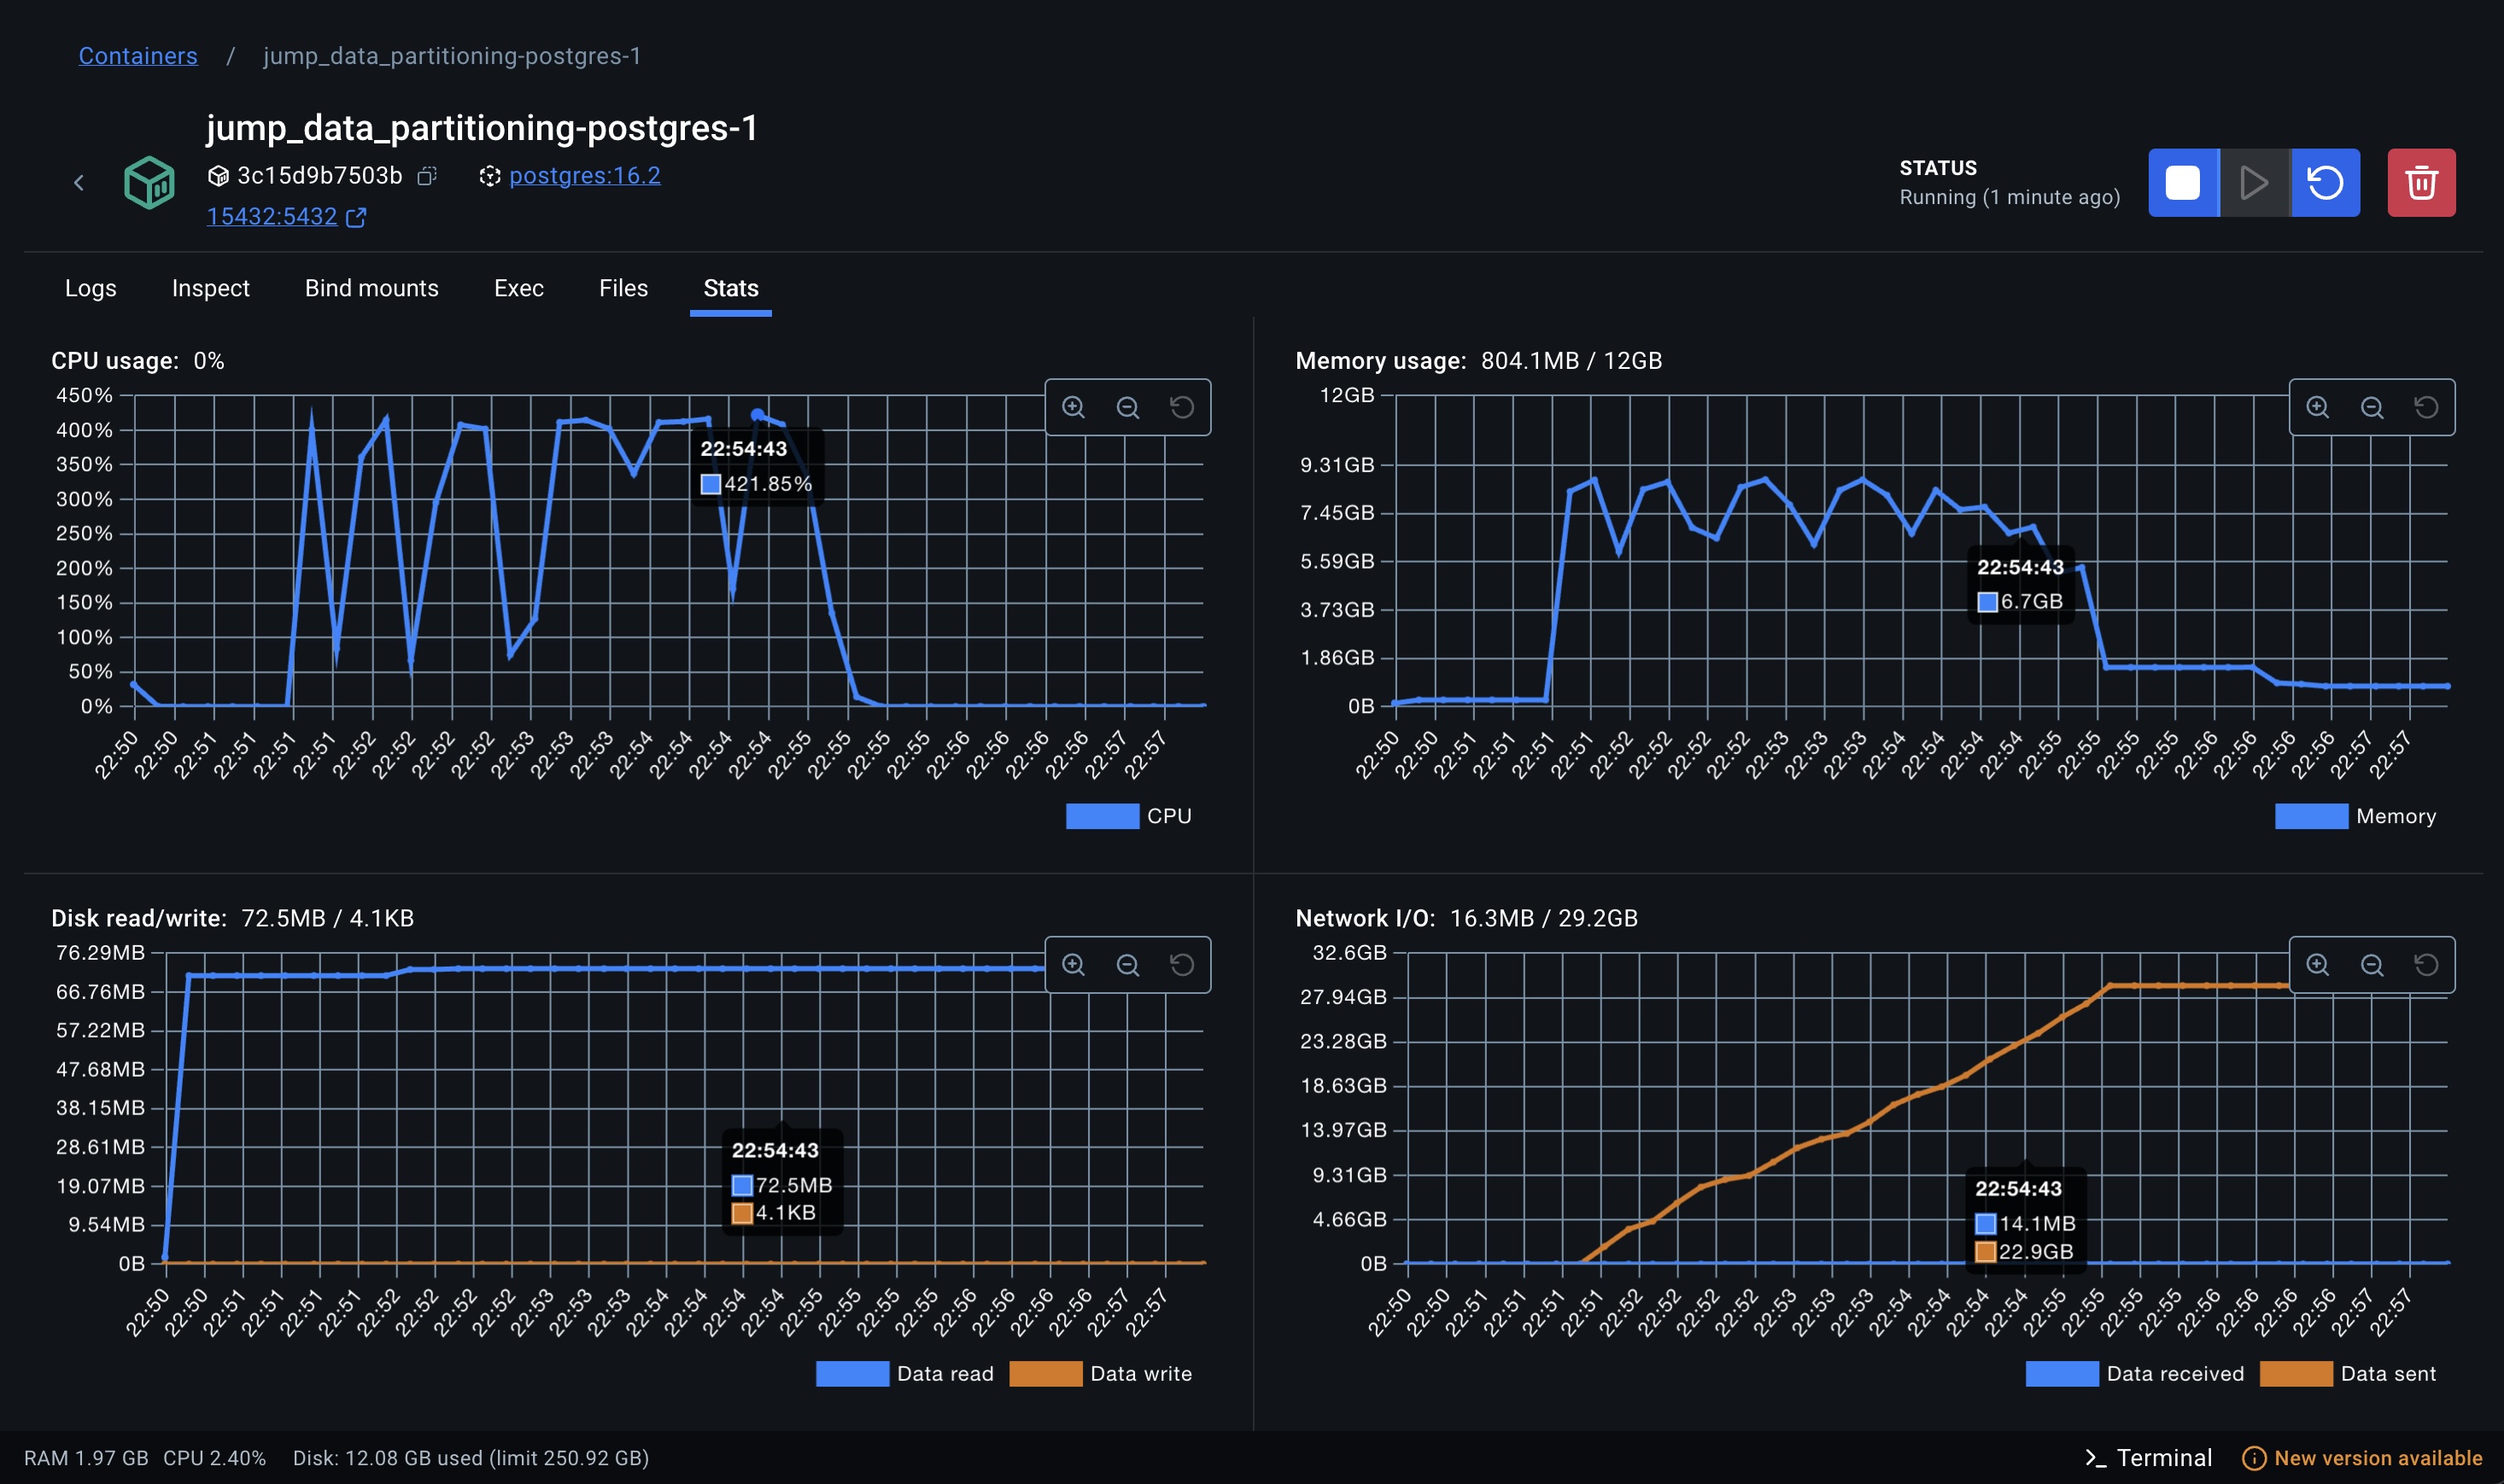 Containers / jump_data_partitioning-postgres-1
jump_data_partitioning-postgres-1
3c15d9b7503b postgres:16.2
15432:5432
STATUS
Running (1 minute ago)
Logs Inspect Bind mounts Exec Files Stats
CPU usage: 0%
450%
400%
350%
300%
250%
200%
150%
100%
50%
0%
22:54:43
421.85%
22:50 22:50 22:51 22:51 22:51 22:51 22:52 22:52 22:52 22:52 22:53 22:53 22:53 22:54 22:54 22:54 22:54 22:55 22:55 22:55 22:55 22:56 22:56 22:56 22:56 22:57 22:57
CPU
Memory usage: 804.1MB / 12GB
12GB
9.31GB
7.45GB
5.59GB
3.73GB
1.86GB
0B
22:54:43
6.7GB
22:50 22:50 22:51 22:51 22:51 22:51 22:52 22:52 22:52 22:52 22:53 22:53 22:53 22:54 22:54 22:54 22:54 22:55 22:55 22:55 22:55 22:56 22:56 22:56 22:56 22:57 22:57
Memory
Disk read/write: 72.5MB / 4.1KB
76.29MB
66.76MB
57.22MB
47.68MB
38.15MB
28.61MB
19.07MB
9.54MB
0B
22:54:43
72.5MB
4.1KB
22:50 22:50 22:51 22:51 22:51 22:51 22:52 22:52 22:52 22:52 22:53 22:53 22:53 22:54 22:54 22:54 22:54 22:55 22:55 22:55 22:55 22:56 22:56 22:56 22:56 22:57 22:57
Data read Data write
Network I/O: 16.3MB / 29.2GB
32.6GB
27.94GB
23.28GB
18.63GB
13.97GB
9.31GB
4.66GB
0B
22:54:43
14.1MB
22.9GB
22:50 22:50 22:51 22:51 22:51 22:51 22:52 22:52 22:52 22:52 22:53 22:53 22:53 22:54 22:54 22:54 22:54 22:55 22:55 22:55 22:55 22:56 22:56 22:56 22:56 22:57 22:57
Data received Data sent
RAM 1.97 GB CPU 2.40% Disk: 12.08 GB used (limit 250.92 GB)
Terminal New version available